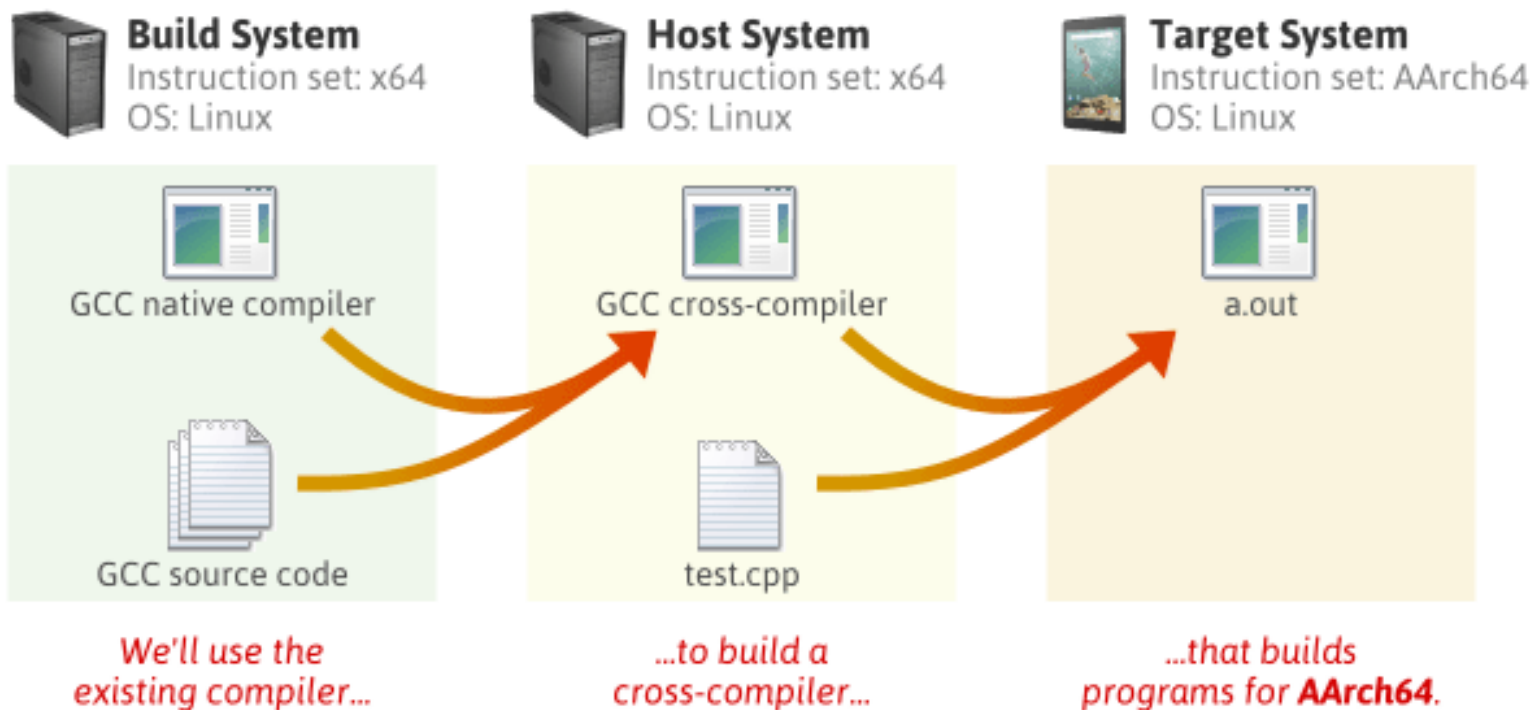 Build System
Instruction set: x64
OS: Linux
Host System
Instruction set: x64
OS: Linux
Target System
Instruction set: AArch64
OS: Linux
GCC native compiler
GCC source code
GCC cross-compiler
test.cpp
a.out
We'll use the
existing compiler...
...to build a
cross-compiler...
...that builds
programs for AArch64.